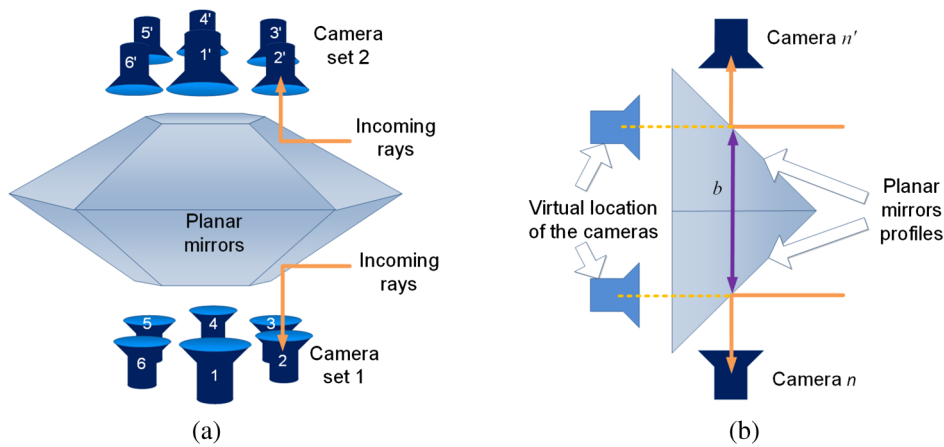 4'
5'
3'
6'
1'
2'
Camera
set 2
Incoming
rays
Planar
mirrors
Incoming
rays
5
4
3
6
1
2
Camera
set 1
(a)
Camera n'
b
Virtual location
of the cameras
Planar
mirrors
profiles
Camera n
(b)